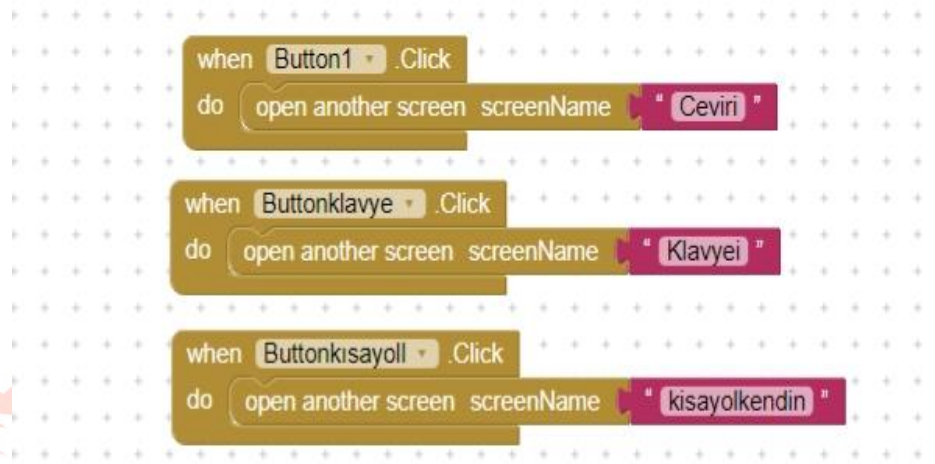 when Button1 .Click
do open another screen screenName " Ceviri "
when Buttonklavye .Click
do open another screen screenName " Klavyei "
when Buttonkısayoll .Click
do open another screen screenName " kisayolkendin "